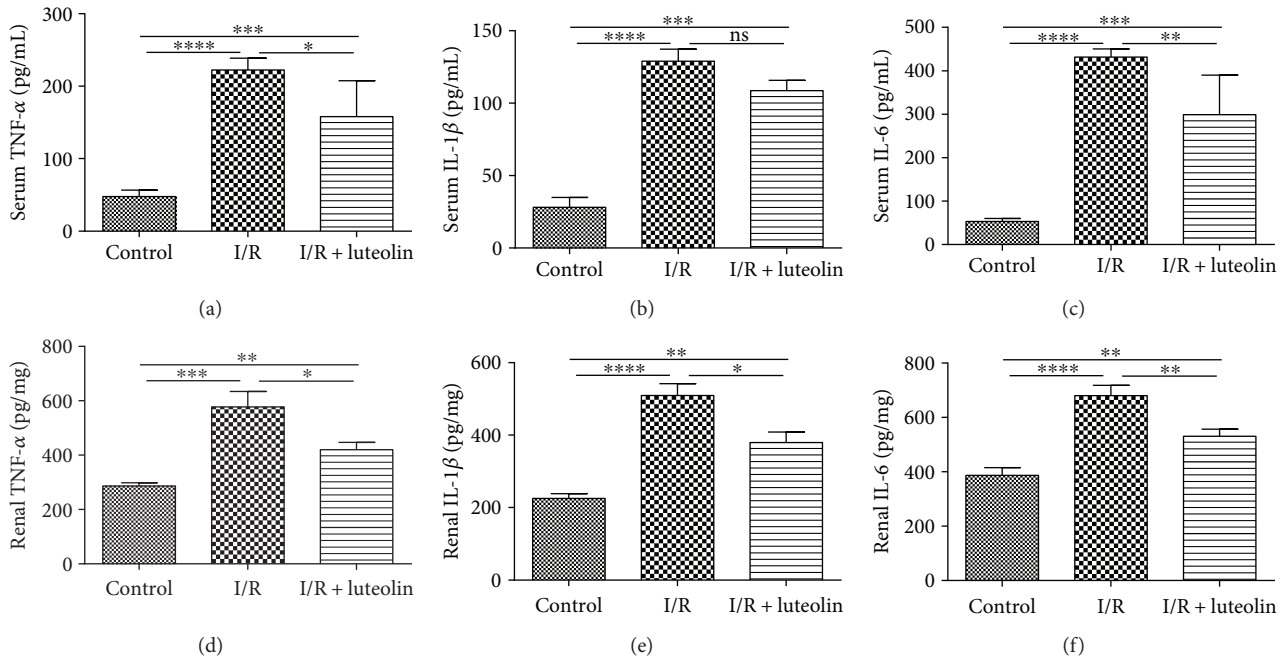 Serum TNF-α (pg/mL)
300
200
100
0
***
****
*
Control
I/R
I/R + luteolin
(a)
Serum IL-1β (pg/mL)
150
100
50
0
***
****
ns
Control
I/R
I/R + luteolin
(b)
Serum IL-6 (pg/mL)
500
400
300
200
100
0
***
****
**
Control
I/R
I/R + luteolin
(c)
Renal TNF-α (pg/mg)
800
600
400
200
0
**
***
*
Control
I/R
I/R + luteolin
(d)
Renal IL-1β (pg/mg)
600
400
200
0
**
****
*
Control
I/R
I/R + luteolin
(e)
Renal IL-6 (pg/mg)
800
600
400
200
0
**
****
**
Control
I/R
I/R + luteolin
(f)